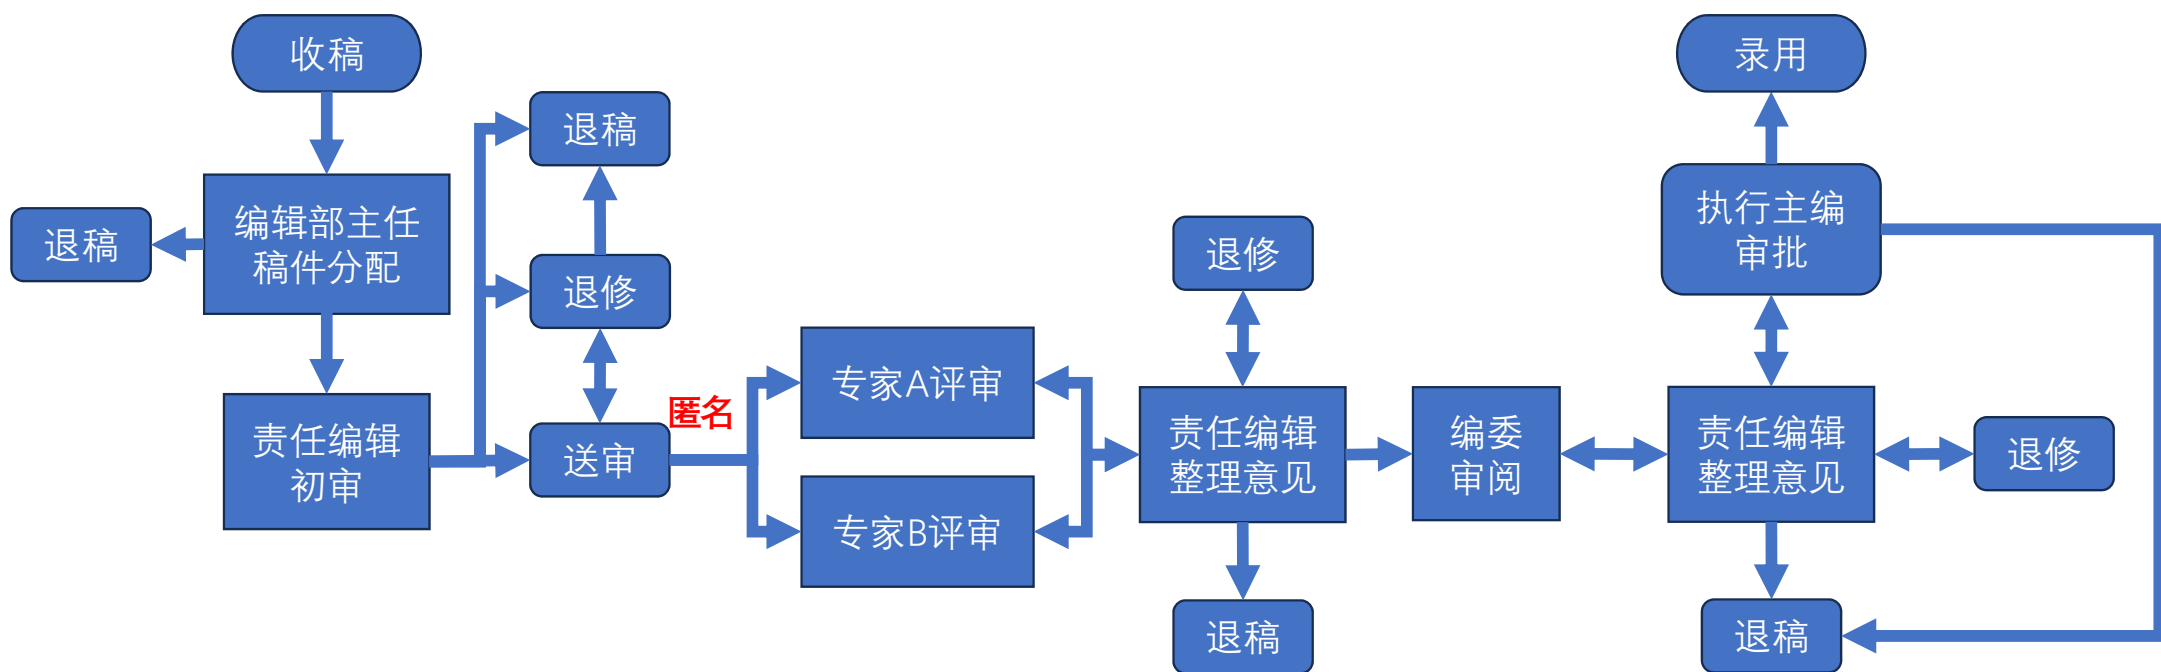 收稿
编辑部主任
稿件分配
退稿
责任编辑
初审
退稿
退修
送审
匿名
专家A评审
专家B评审
退修
责任编辑
整理意见
退稿
编委
审阅
录用
执行主编
审批
责任编辑
整理意见
退修
退稿